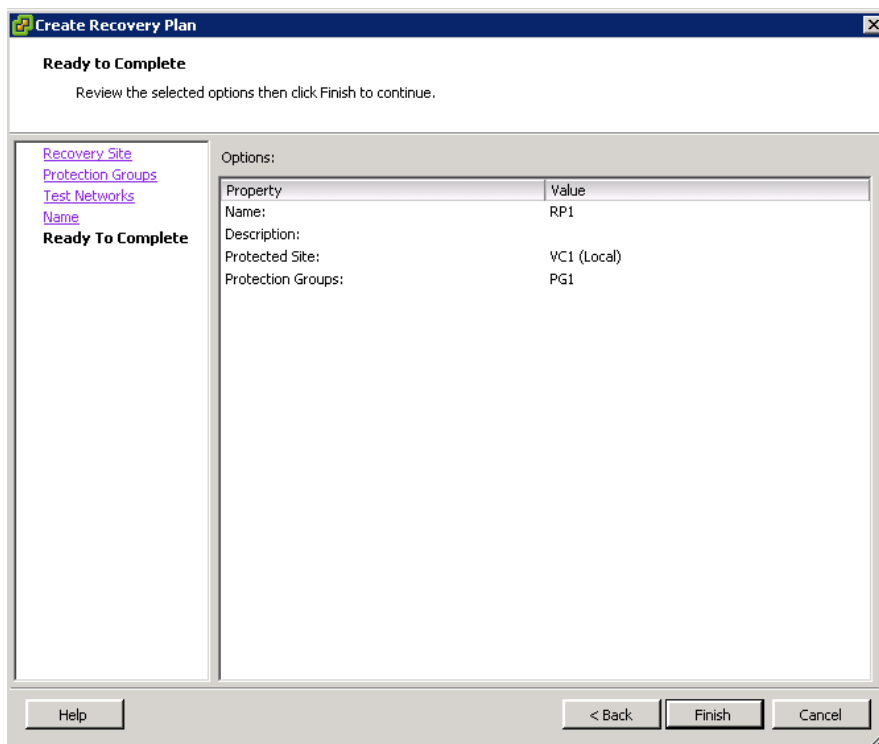 Create Recovery Plan
Ready to Complete
Review the selected options then click Finish to continue.
Recovery Site
Protection Groups
Test Networks
Name
Ready To Complete
Options:
Property Value
Name: RP1
Description:
Protected Site: VC1 (Local)
Protection Groups: PG1
Help < Back Finish Cancel